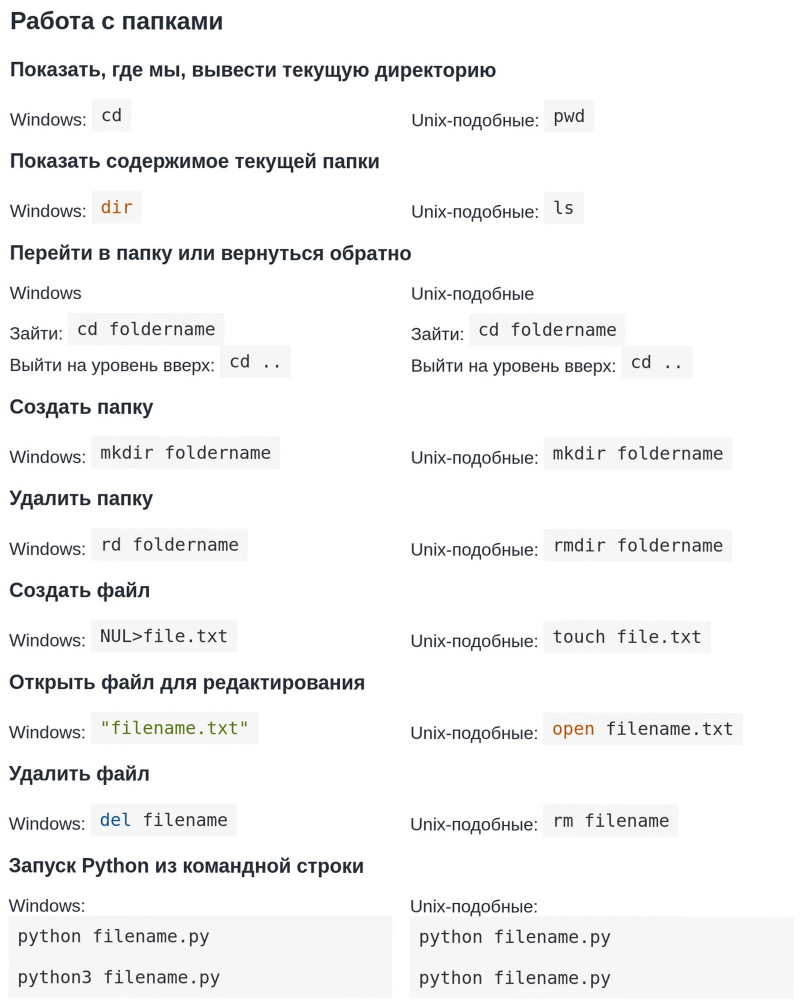 Работа с папками
Показать, где мы, вывести текущую директорию
Windows: cd Unix-подобные: pwd
Показать содержимое текущей папки
Windows: dir Unix-подобные: ls
Перейти в папку или вернуться обратно
Windows Unix-подобные
Зайти: cd foldername Зайти: cd foldername
Выйти на уровень вверх: cd .. Выйти на уровень вверх: cd ..
Создать папку
Windows: mkdir foldername Unix-подобные: mkdir foldername
Удалить папку
Windows: rd foldername Unix-подобные: rmdir foldername
Создать файл
Windows: NUL>file.txt Unix-подобные: touch file.txt
Открыть файл для редактирования
Windows: "filename.txt" Unix-подобные: open filename.txt
Удалить файл
Windows: del filename Unix-подобные: rm filename
Запуск Python из командной строки
Windows: Unix-подобные:
python filename.py python filename.py
python3 filename.py python filename.py